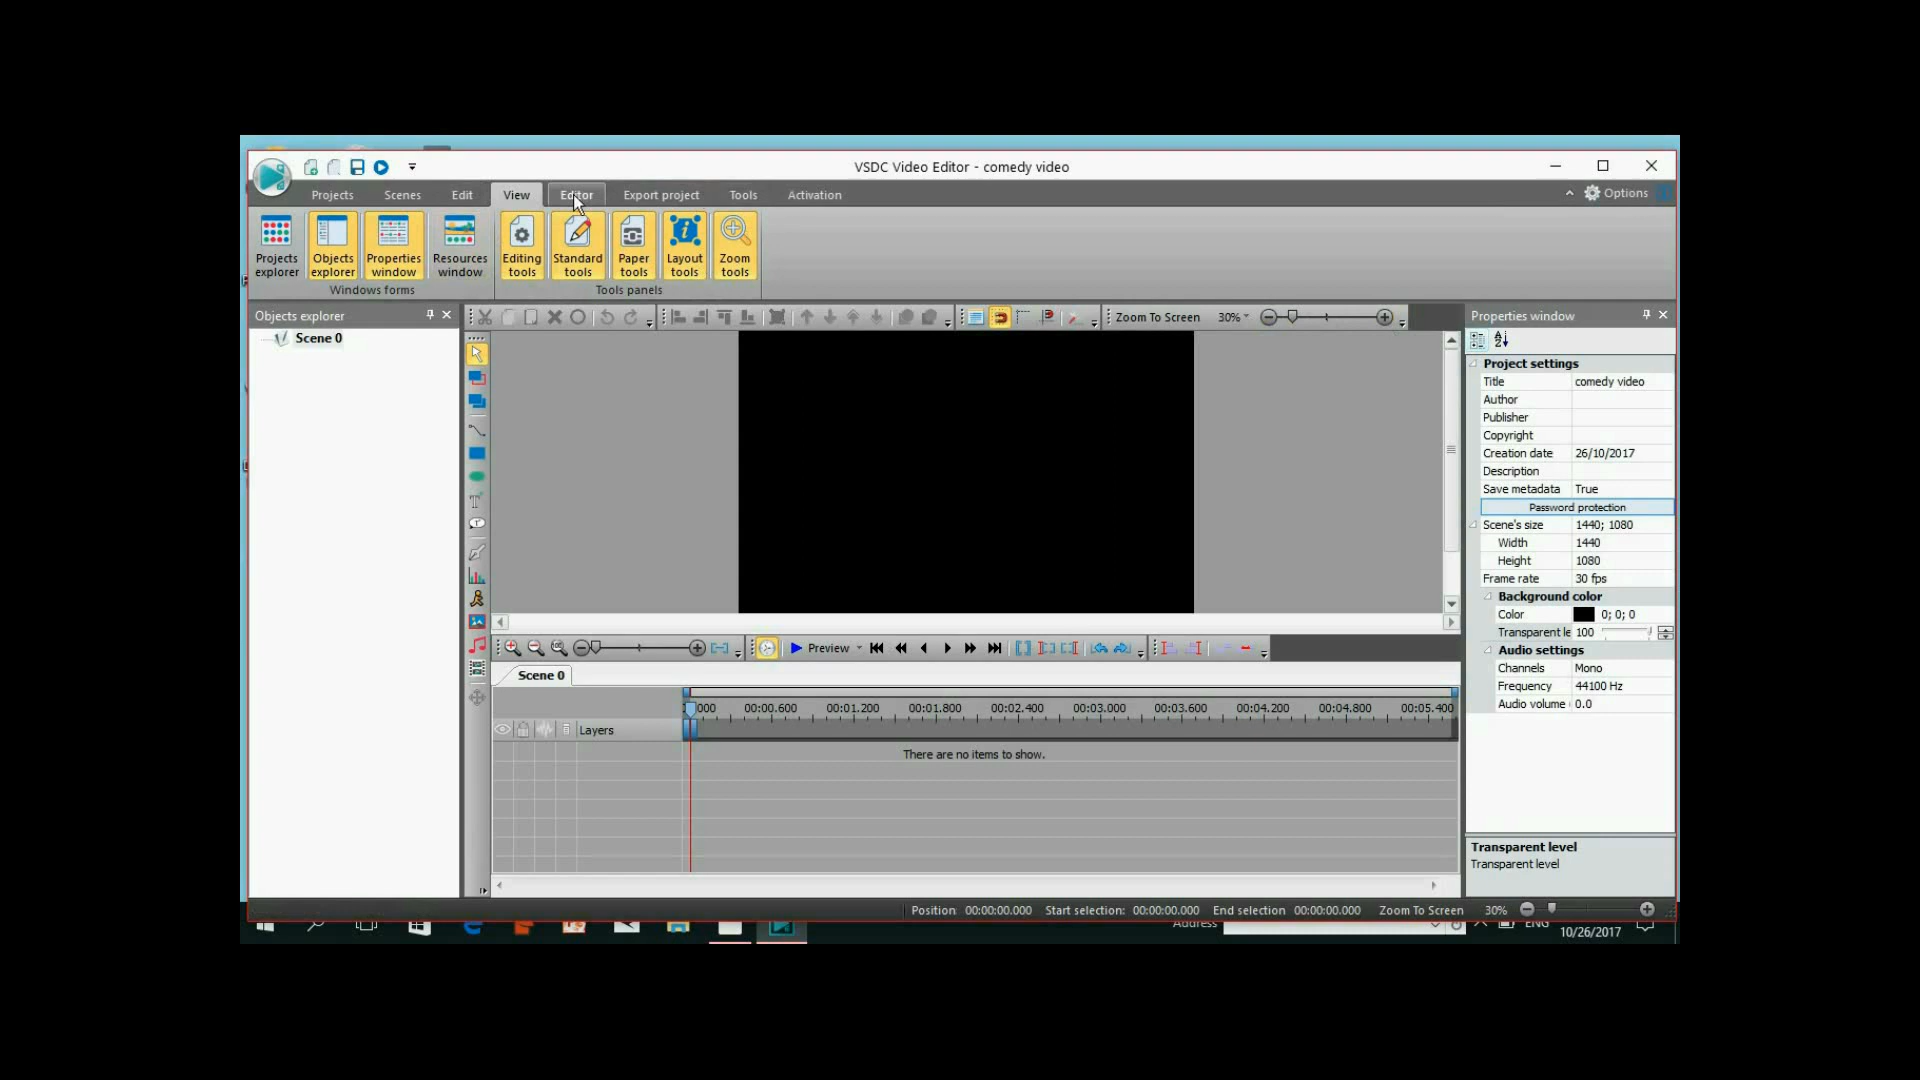 VSDC Video Editor - comedy video
Projects Scenes Edit View Editor Export project Tools Activation Options
Projects explorer Objects explorer Properties window Resources window Editing tools Standard tools Paper tools Layout tools Zoom tools
Windows forms Tools panels
Objects explorer
Zoom To Screen 30%
Properties window
Scene 0
Project settings
Title comedy video
Author
Publisher
Copyright
Creation date 26/10/2017
Description
Save metadata True
Password protection
Scene's size 1440; 1080
Width 1440
Height 1080
Frame rate 30 fps
Background color
Color 0; 0; 0
Transparent le 100
Audio settings
Channels Mono
Frequency 44100 Hz
Audio volume 0.0
Preview
Scene 0
000 00:00.600 00:01.200 00:01.800 00:02.400 00:03.000 00:03.600 00:04.200 00:04.800 00:05.400
Layers
There are no items to show.
Transparent level
Transparent level
Position 00:00:00.000 Start selection: 00:00:00.000 End selection 00:00:00.000 Zoom To Screen 30%
Address ENG
10/26/2017